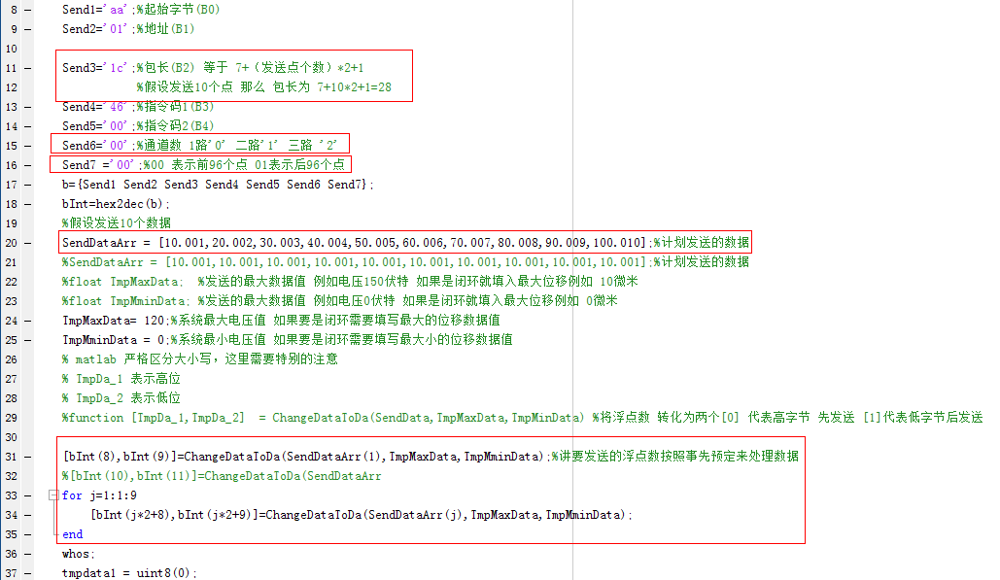 8 — Send1='aa';%起始字节(B0)
9 — Send2='01';%地址(B1)
10
11 — Send3='1c';%包长(B2) 等于 7+（发送点个数）*2+1
12 %假设发送10个点 那么 包长为 7+10*2+1=28
13 — Send4='46';%指令码1(B3)
14 — Send5='00';%指令码2(B4)
15 — Send6='00';%通道数 1路'0' 二路'1' 三路 '2'
16 — Send7 ='00';%00 表示前96个点 01表示后96个点
17 — b={Send1 Send2 Send3 Send4 Send5 Send6 Send7};
18 — bInt=hex2dec(b);
19 %假设发送10个数据
20 — SendDataArr = [10.001,20.002,30.003,40.004,50.005,60.006,70.007,80.008,90.009,100.010];%计划发送的数据
21 %SendDataArr = [10.001,10.001,10.001,10.001,10.001,10.001,10.001,10.001,10.001,10.001];%计划发送的数据
22 %float TmpMaxData; %发送的最大数据值 例如电压150伏特 如果是闭环就填入最大位移例如 10微米
23 %float TmpMminData; %发送的最大数据值 例如电压0伏特 如果是闭环就填入最大位移例如 0微米
24 — TmpMaxData= 120;%系统最大电压值 如果要是闭环需要填写最大的位移数据值
25 — TmpMminData = 0;%系统最小电压值 如果要是闭环需要填写最大小的位移数据值
26 % matlab 严格区分大小写，这里需要特别的注意
27 % TmpDa_1 表示高位
28 % TmpDa_2 表示低位
29 %function [TmpDa_1,TmpDa_2] = ChangeDataToDa(SendData,TmpMaxData,TmpMinData) %将浮点数 转化为两个[0] 代表高字节 先发送 [1]代表低字节后发送
30
31 — [bInt(8),bInt(9)]=ChangeDataToDa(SendDataArr(1),TmpMaxData,TmpMminData);%讲要发送的浮点数按照事先预定来处理数据
32 %[bInt(10),bInt(11)]=ChangeDataToDa(SendDataArr
33 — for j=1:1:9
34 — [bInt(j*2+8),bInt(j*2+9)]=ChangeDataToDa(SendDataArr(j),TmpMaxData,TmpMminData);
35 — end
36 — whos;
37 — tmpdata1 = uint8(0);